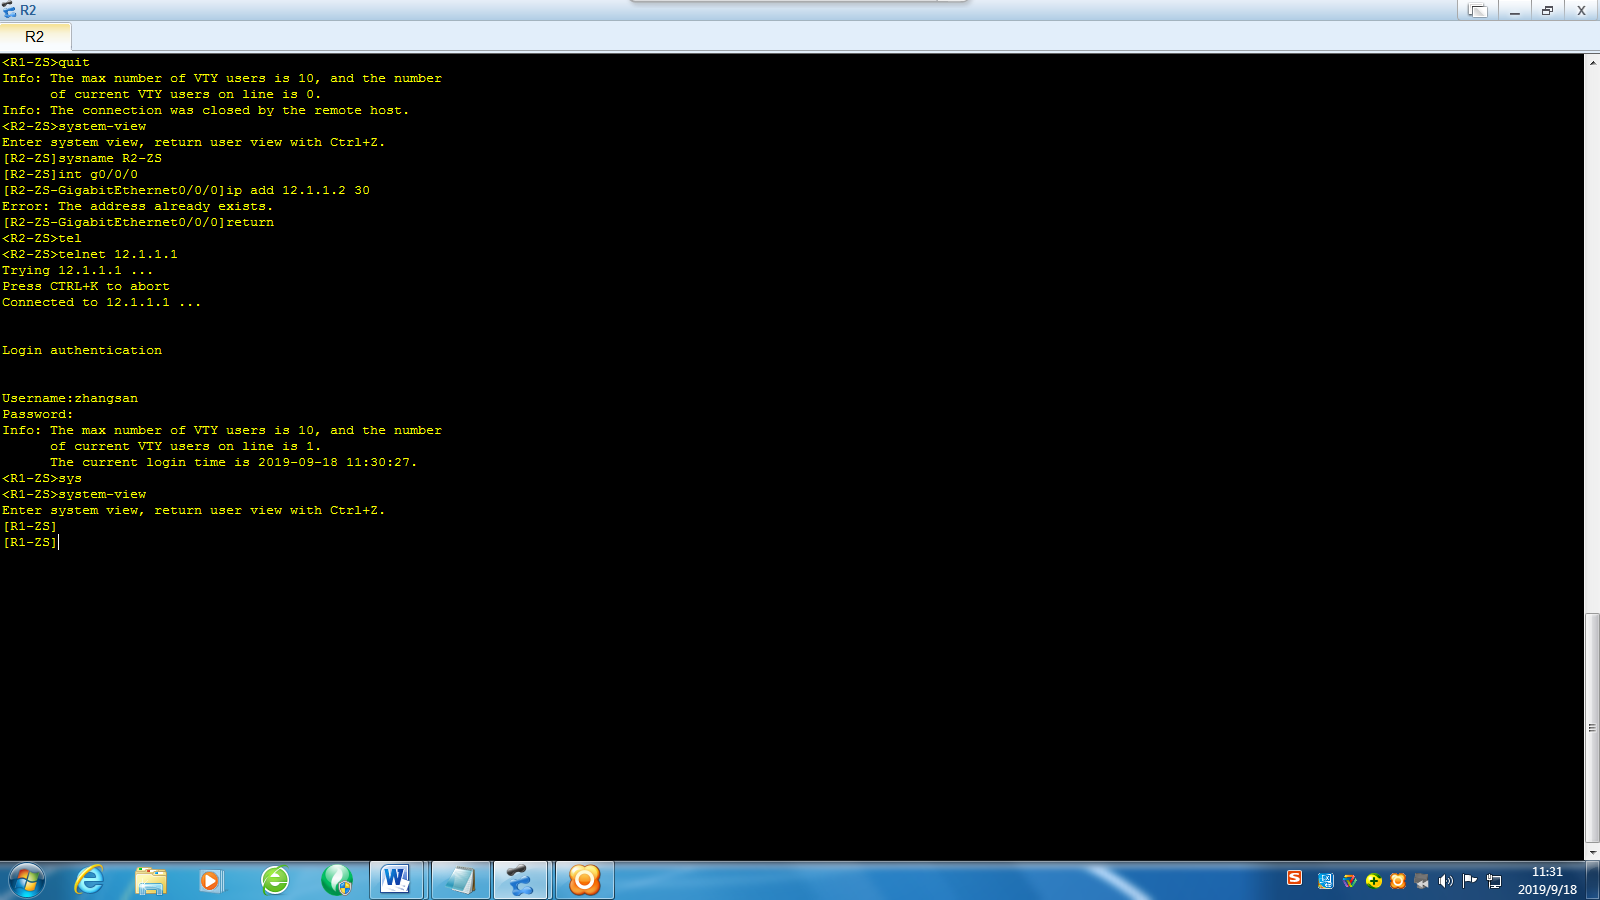 R2
R2
<R1-ZS>quit
Info: The max number of VTY users is 10, and the number
of current VTY users on line is 0.
Info: The connection was closed by the remote host.
<R2-ZS>system-view
Enter system view, return user view with Ctrl+Z.
[R2-ZS]sysname R2-ZS
[R2-ZS]int g0/0/0
[R2-ZS-GigabitEthernet0/0/0]ip add 12.1.1.2 30
Error: The address already exists.
[R2-ZS-GigabitEthernet0/0/0]return
<R2-ZS>tel
<R2-ZS>telnet 12.1.1.1
Trying 12.1.1.1 ...
Press CTRL+K to abort
Connected to 12.1.1.1 ...
Login authentication
Username:zhangsan
Password:
Info: The max number of VTY users is 10, and the number
of current VTY users on line is 1.
The current login time is 2019-09-18 11:30:27.
<R1-ZS>sys
<R1-ZS>system-view
Enter system view, return user view with Ctrl+Z.
[R1-ZS]
[R1-ZS]
11:31
2019/9/18